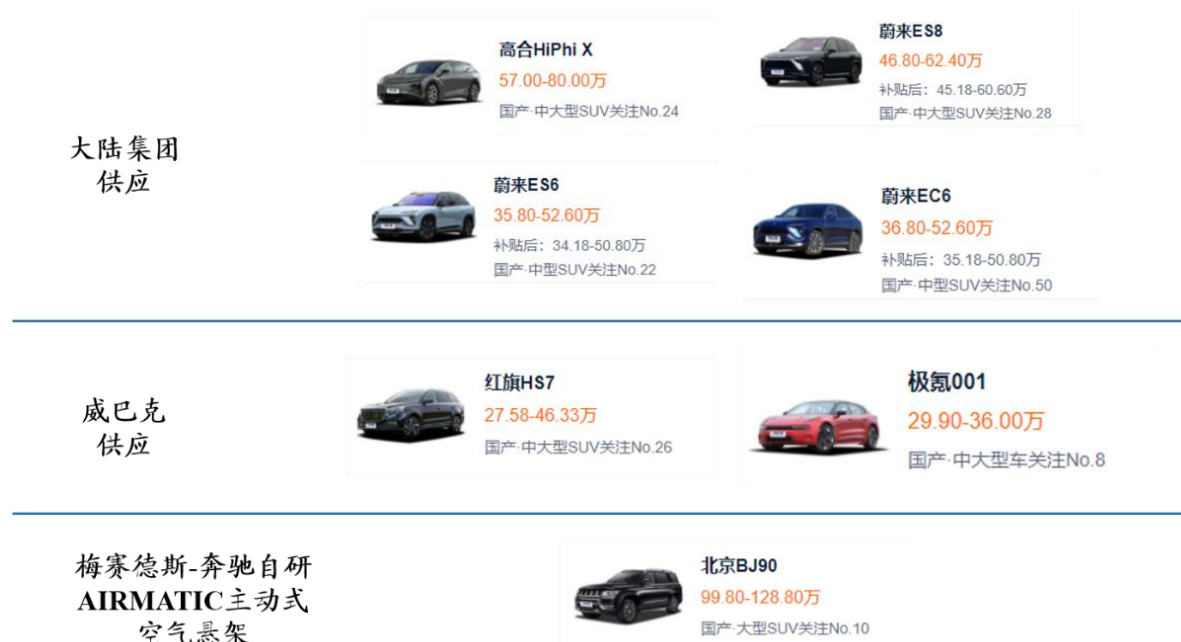 大陆集团
供应
高合HiPhi X
57.00-80.00万
国产·中大型SUV关注No.24
蔚来ES8
46.80-62.40万
补贴后：45.18-60.60万
国产·中大型SUV关注No.28
蔚来ES6
35.80-52.60万
补贴后：34.18-50.80万
国产·中型SUV关注No.22
蔚来EC6
36.80-52.60万
补贴后：35.18-50.80万
国产·中型SUV关注No.50
威巴克
供应
红旗HS7
27.58-46.33万
国产·中大型SUV关注No.26
极氪001
29.90-36.00万
国产·中大型车关注No.8
梅赛德斯-奔驰自研
AIRMATIC主动式
空气悬架
北京BJ90
99.80-128.80万
国产·大型SUV关注No.10